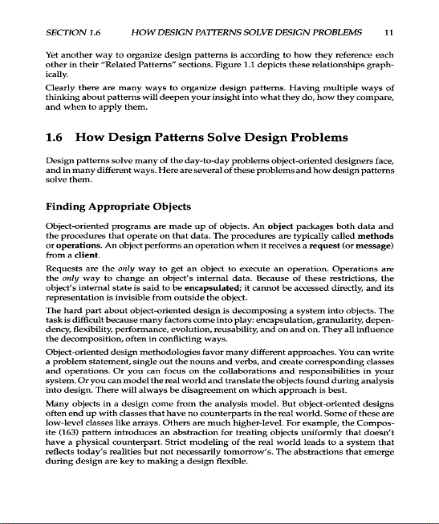 SECTION 1.6 HOW DESIGN PATTERNS SOLVE DESIGN PROBLEMS 11
Yet another way to organize design patterns is according to how they reference each
other in their "Related Patterns" sections. Figure 1.1 depicts these relationships graph-
ically.
Clearly there are many ways to organize design patterns. Having multiple ways of
thinking about patterns will deepen your insight into what they do, how they compare,
and when to apply them.
1.6 How Design Patterns Solve Design Problems
Design patterns solve many of the day-to-day problems object-oriented designers face,
and in many different ways. Here are several of these problems and how design patterns
solve them.
Finding Appropriate Objects
Object-oriented programs are made up of objects. An object packages both data and
the procedures that operate on that data. The procedures are typically called methods
or operations. An object performs an operation when it receives a request (or message)
from a client.
Requests are the only way to get an object to execute an operation. Operations are
the only way to change an object's internal data. Because of these restrictions, the
object's internal state is said to be encapsulated; it cannot be accessed directly, and its
representation is invisible from outside the object.
The hard part about object-oriented design is decomposing a system into objects. The
task is difficult because many factors come into play: encapsulation, granularity, depen-
dency, flexibility, performance, evolution, reusability, and on and on. They all influence
the decomposition, often in conflicting ways.
Object-oriented design methodologies favor many different approaches. You can write
a problem statement, single out the nouns and verbs, and create corresponding classes
and operations. Or you can focus on the collaborations and responsibilities in your
system. Or you can model the real world and translate the objects found during analysis
into design. There will always be disagreement on which approach is best.
Many objects in a design come from the analysis model. But object-oriented designs
often end up with classes that have no counterparts in the real world. Some of these are
low-level classes like arrays. Others are much higher-level. For example, the Compos-
ite (163) pattern introduces an abstraction for treating objects uniformly that doesn't
have a physical counterpart. Strict modeling of the real world leads to a system that
reflects today's realities but not necessarily tomorrow's. The abstractions that emerge
during design are key to making a design flexible.